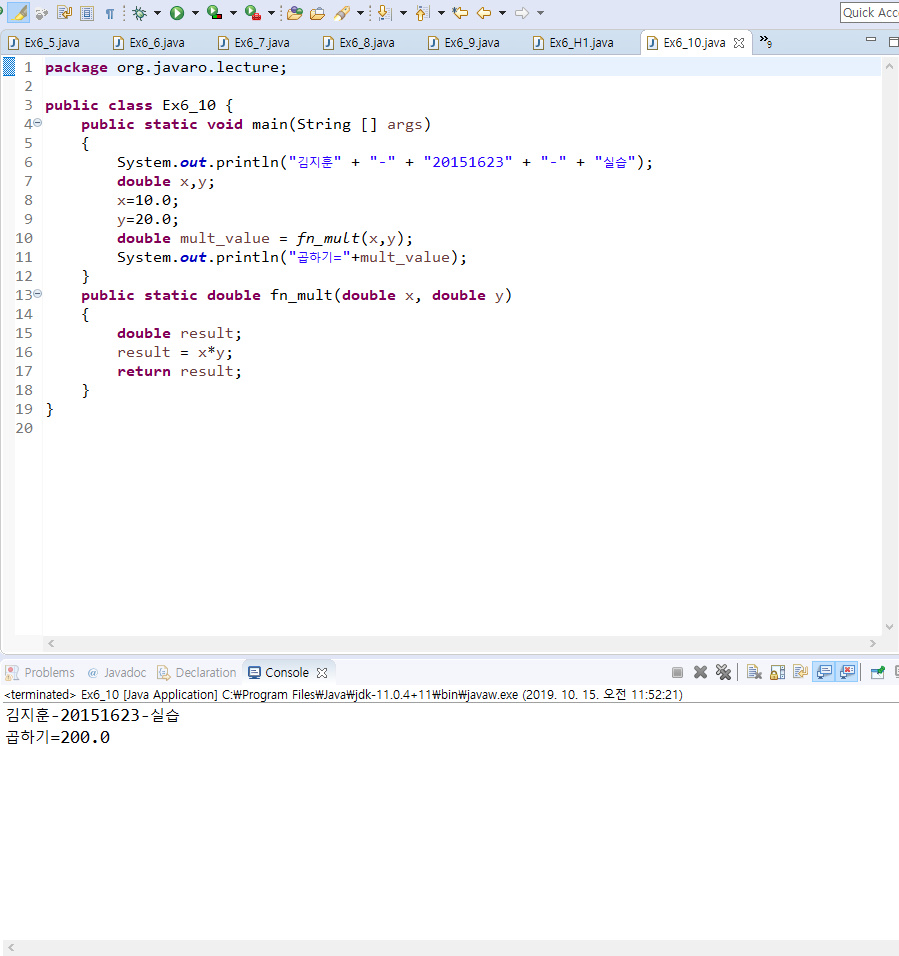 Quick Acc
Ex6_5.java Ex6_6.java Ex6_7.java Ex6_8.java Ex6_9.java Ex6_H1.java Ex6_10.java »9
1 package org.javaro.lecture;
2
3 public class Ex6_10 {
4 public static void main(String [] args)
5 {
6 System.out.println("김지훈" + "-" + "20151623" + "-" + "실습");
7 double x,y;
8 x=10.0;
9 y=20.0;
10 double mult_value = fn_mult(x,y);
11 System.out.println("곱하기="+mult_value);
12 }
13 public static double fn_mult(double x, double y)
14 {
15 double result;
16 result = x*y;
17 return result;
18 }
19 }
20
Problems @ Javadoc Declaration Console
<terminated> Ex6_10 [Java Application] C:₩Program Files₩Java₩jdk-11.0.4+11₩bin₩javaw.exe (2019. 10. 15. 오전 11:52:21)
김지훈-20151623-실습
곱하기=200.0